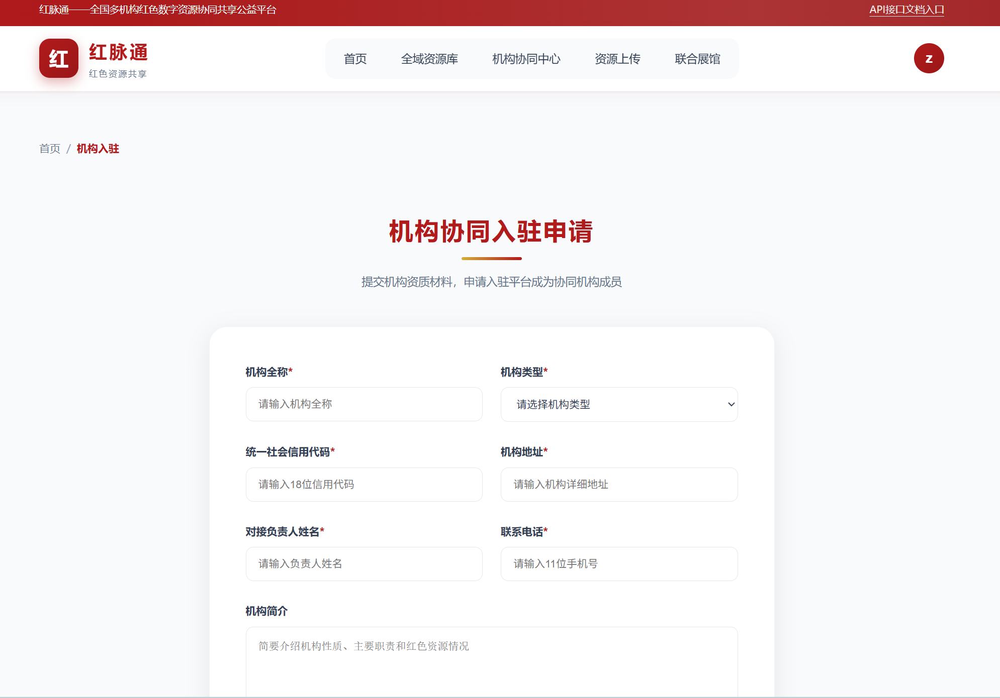 红脉通——全国多机构红色数字资源协同共享公益平台
API接口文档入口
红
红脉通
红色资源共享
首页
全域资源库
机构协同中心
资源上传
联合展馆
z
首页 / 机构入驻
机构协同入驻申请
提交机构资质材料，申请入驻平台成为协同机构成员
机构全称*
机构类型*
请输入机构全称
请选择机构类型
统一社会信用代码*
机构地址*
请输入18位信用代码
请输入机构详细地址
对接负责人姓名*
联系电话*
请输入负责人姓名
请输入11位手机号
机构简介
简要介绍机构性质、主要职责和红色资源情况